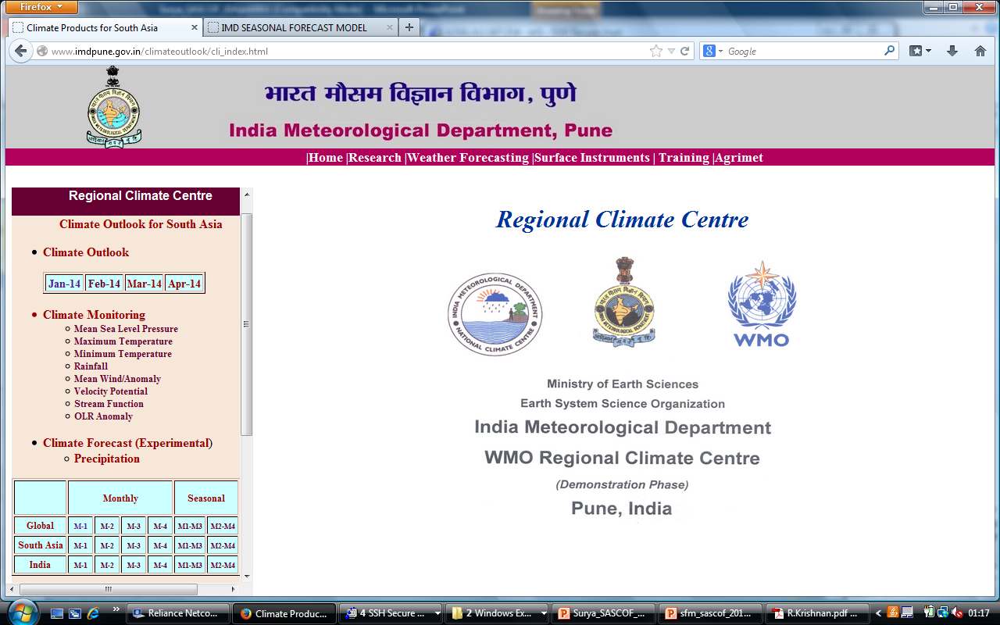 Firefox
Climate Products for South Asia
IMD SEASONAL FORECAST MODEL
www.imdpune.gov.in/climateoutlook/cli_index.html
Google
भारत मौसम विज्ञान विभाग, पुणे
India Meteorological Department, Pune
|Home |Research |Weather Forecasting |Surface Instruments | Training |Agrimet
Regional Climate Centre
Climate Outlook for South Asia
Climate Outlook
Jan-14 Feb-14 Mar-14 Apr-14
Climate Monitoring
Mean Sea Level Pressure
Maximum Temperature
Minimum Temperature
Rainfall
Mean Wind/Anomaly
Velocity Potential
Stream Function
OLR Anomaly
Climate Forecast (Experimental)
Precipitation
Monthly Seasonal
Global M-1 M-2 M-3 M-4 M1-M3 M2-M4
South Asia M-1 M-2 M-3 M-4 M1-M3 M2-M4
India M-1 M-2 M-3 M-4 M1-M3 M2-M4
Regional Climate Centre
INDIA METEOROLOGICAL DEPARTMENT
NATIONAL CLIMATE CENTRE
WMO
Ministry of Earth Sciences
Earth System Science Organization
India Meteorological Department
WMO Regional Climate Centre
(Demonstration Phase)
Pune, India
Reliance Netco...
Climate Produc...
4 SSH Secure ...
2 Windows Ex...
Surya_SASCOF_...
sfm_sascof_201...
R.Krishnan.pdf ...
01:17